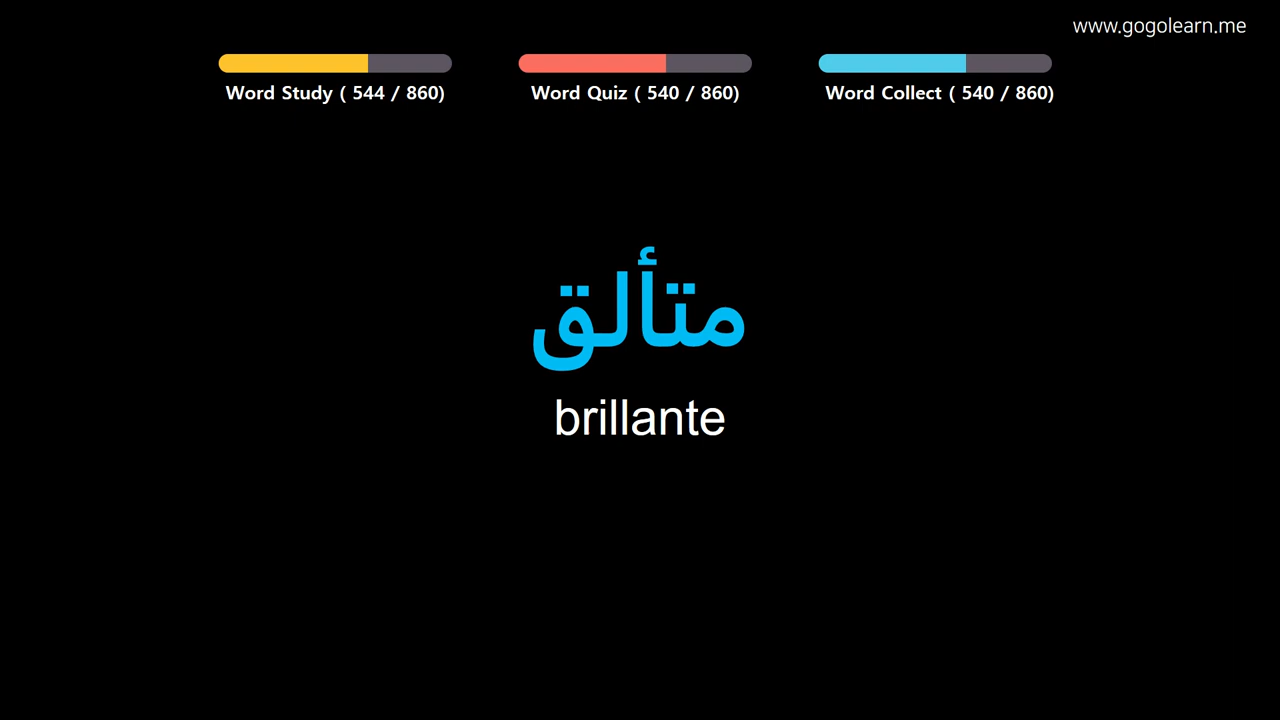 www.gogolearn.me
Word Study ( 544 / 860)
Word Quiz ( 540 / 860)
Word Collect ( 540 / 860)
متألق
brillante